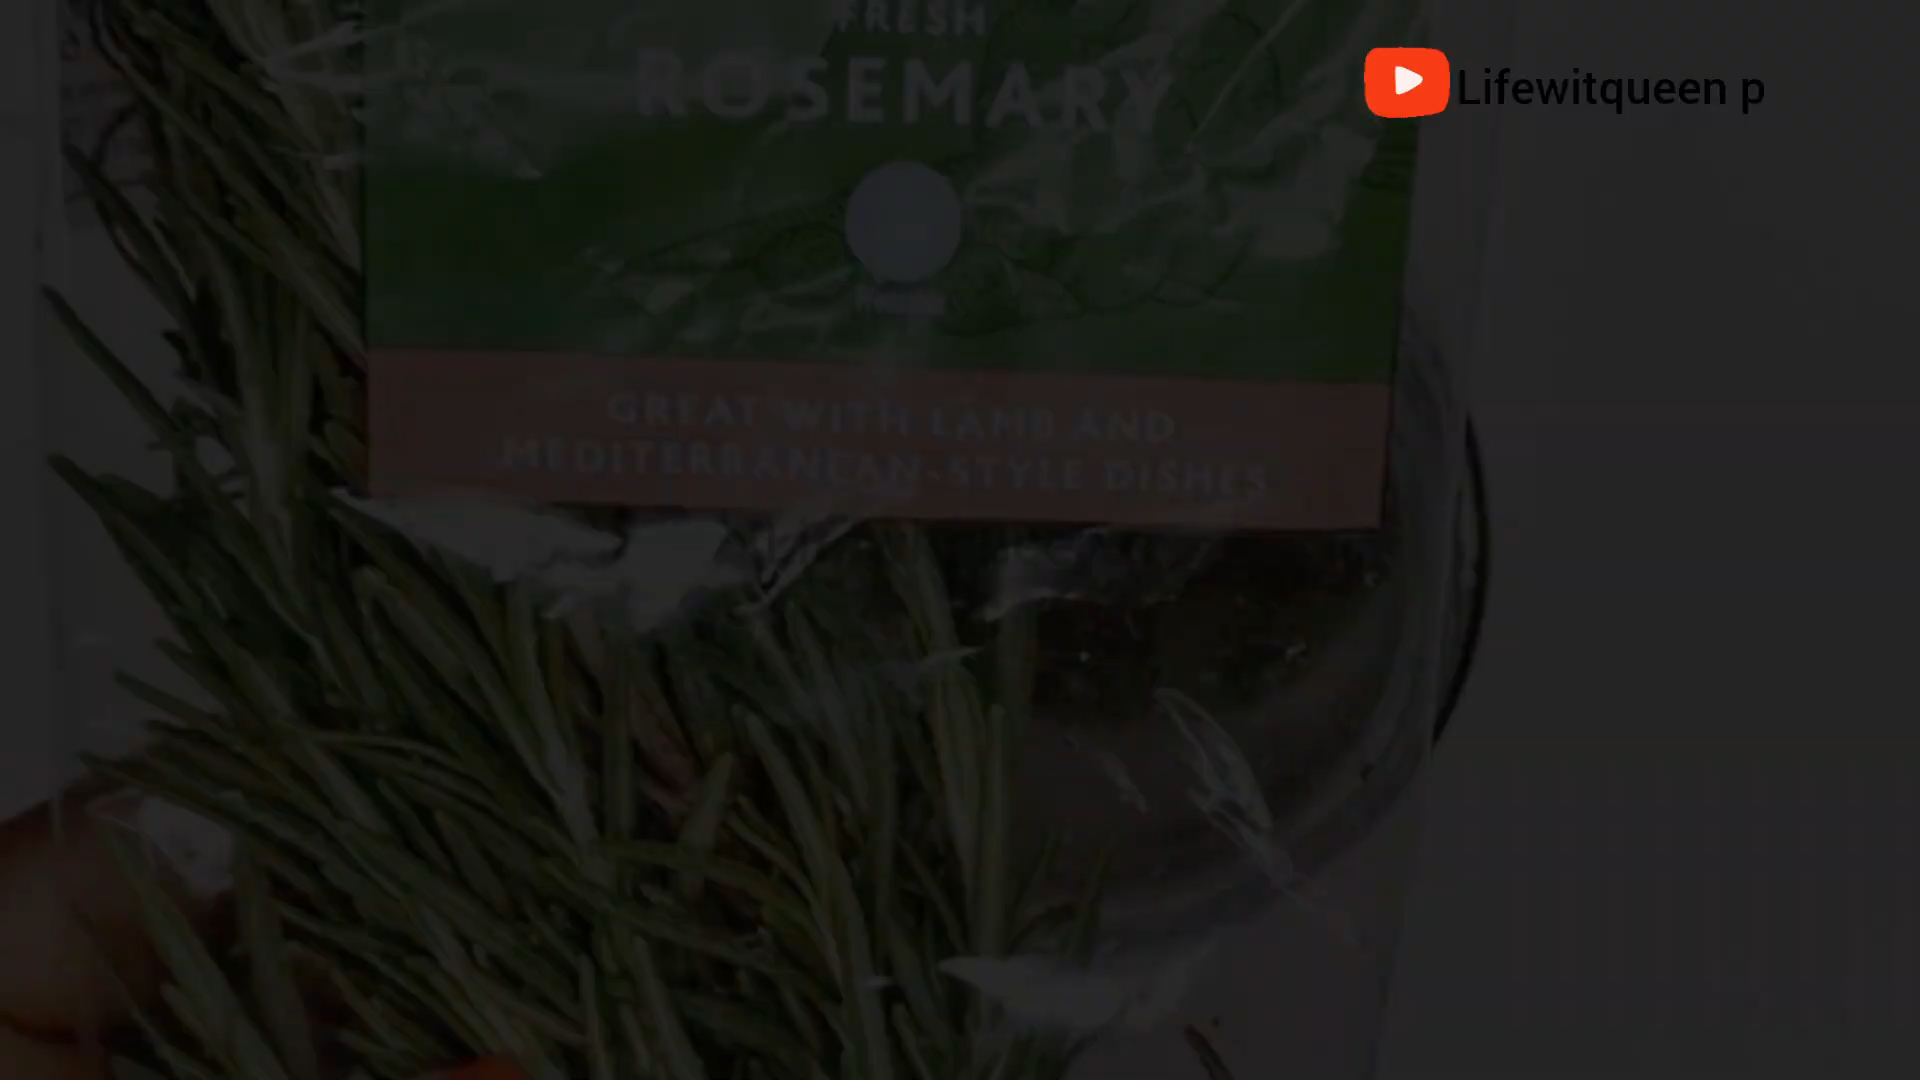 FRESH
ROSEMARY
Lifewitqueen p
GREAT WITH LAMB AND
MEDITERRANEAN-STYLE DISHES